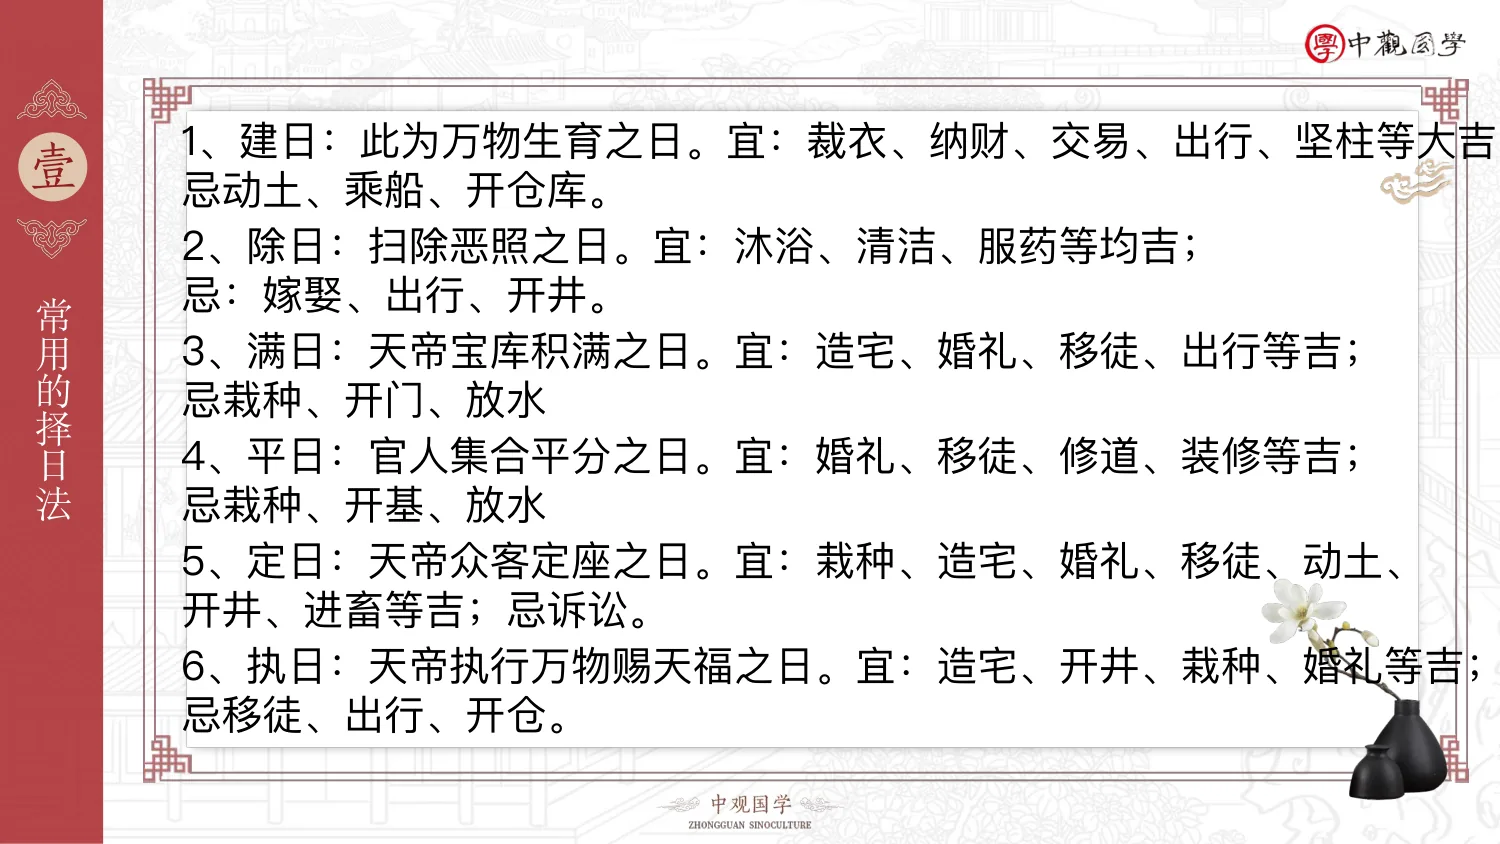 學中觀国學
壹
常用的择日法
1、建日：此为万物生育之日。宜：裁衣、纳财、交易、出行、坚柱等大吉
忌动土、乘船、开仓库。
2、除日：扫除恶照之日。宜：沐浴、清洁、服药等均吉；
忌：嫁娶、出行、开井。
3、满日：天帝宝库积满之日。宜：造宅、婚礼、移徒、出行等吉；
忌栽种、开门、放水
4、平日：官人集合平分之日。宜：婚礼、移徒、修道、装修等吉；
忌栽种、开基、放水
5、定日：天帝众客定座之日。宜：栽种、造宅、婚礼、移徒、动土、
开井、进畜等吉；忌诉讼。
6、执日：天帝执行万物赐天福之日。宜：造宅、开井、栽种、婚礼等吉；
忌移徒、出行、开仓。
中观国学
ZHONGGUAN SINOCULTURE